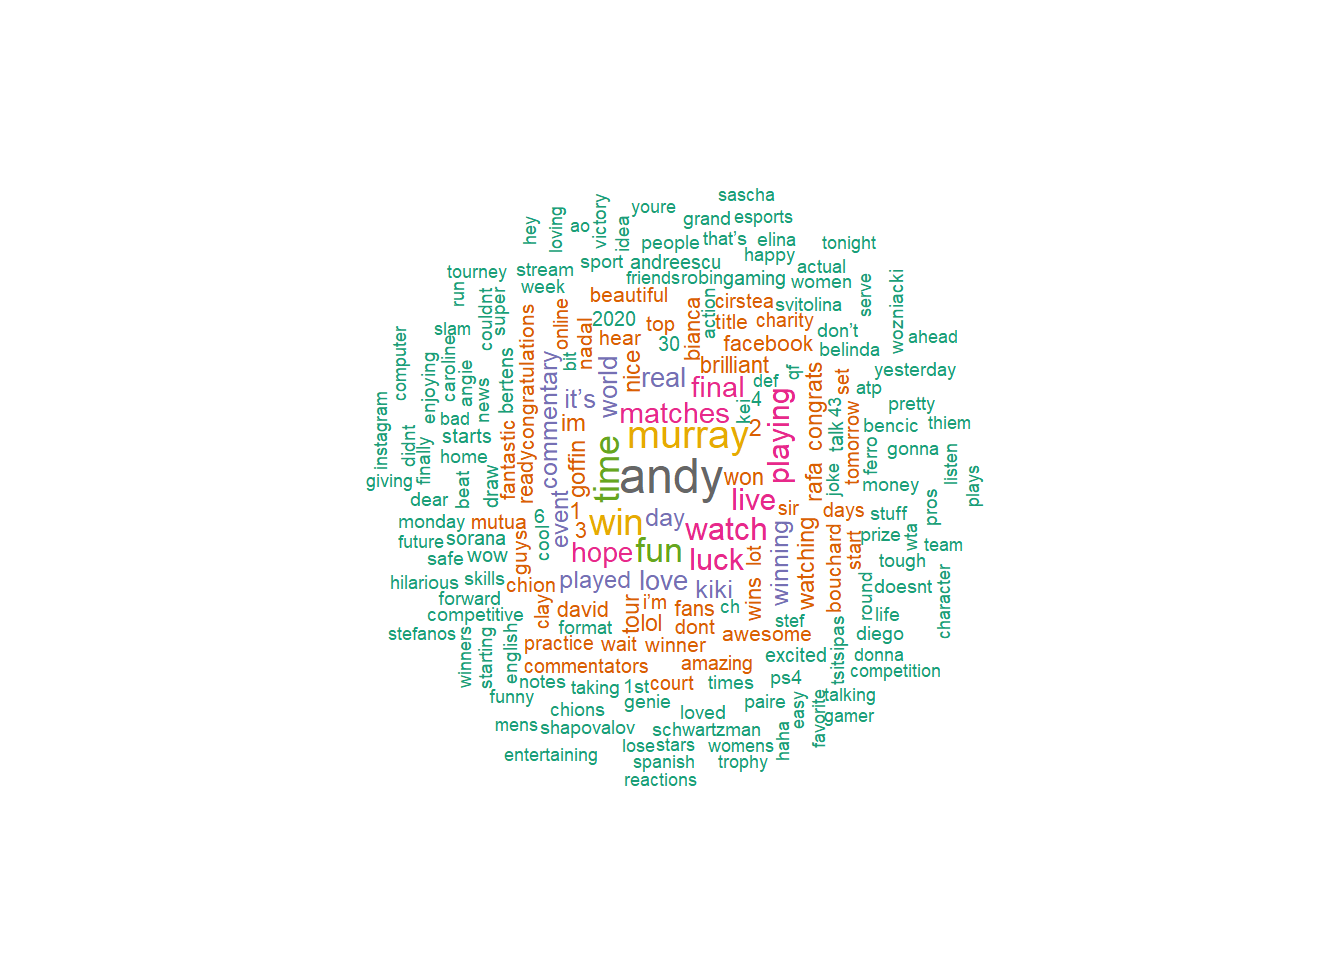 sascha
youre
grand
esports
hey
loving
ao
victory
idea
people
that’s
elina
tonight
tourney
stream
sport
andreescu
happy
actual
week
friends
robin
gaming
women
run
super
couldnt
beautiful
action
cirstea
svitolina
serve
wozniacki
online
nadal
2020
top
bianca
title
charity
don’t
ahead
slam
hear
30
facebook
belinda
computer
caroline
congratulations
bit
nice
brilliant
yesterday
enjoying
angie
news
bertens
commentary
it’s
world
real
final
def
qf
congrats
set
atp
pretty
instagram
didnt
bad
im
matches
kei
4
playing
43
talk
bencic
thiem
finally
starts
fantastic
ready
goffin
murray
2
tomorrow
ferro
gonna
listen
home
time
andy
won
rafa
joke
money
plays
giving
dear
beat
draw
live
sir
days
stuff
pros
monday
mutua
6
1
win
day
watch
prize
wta
future
sorana
guys
cool
event
3
winning
watching
bouchard
start
team
safe
wow
hope
fun
luck
lot
tough
hilarious
skills
chion
played
love
kiki
wins
round
doesnt
character
forward
clay
david
tour
i’m
fans
ch
life
competitive
format
lol
dont
stef
awesome
tsitsipas
diego
stefanos
english
practice
wait
winner
excited
donna
winners
starting
commentators
amazing
competition
notes
taking
1st
court
times
ps4
talking
funny
genie
paire
easy
favorite
chions
loved
gamer
mens
shapovalov
schwartzman
haha
entertaining
lose
stars
womens
spanish
trophy
reactions